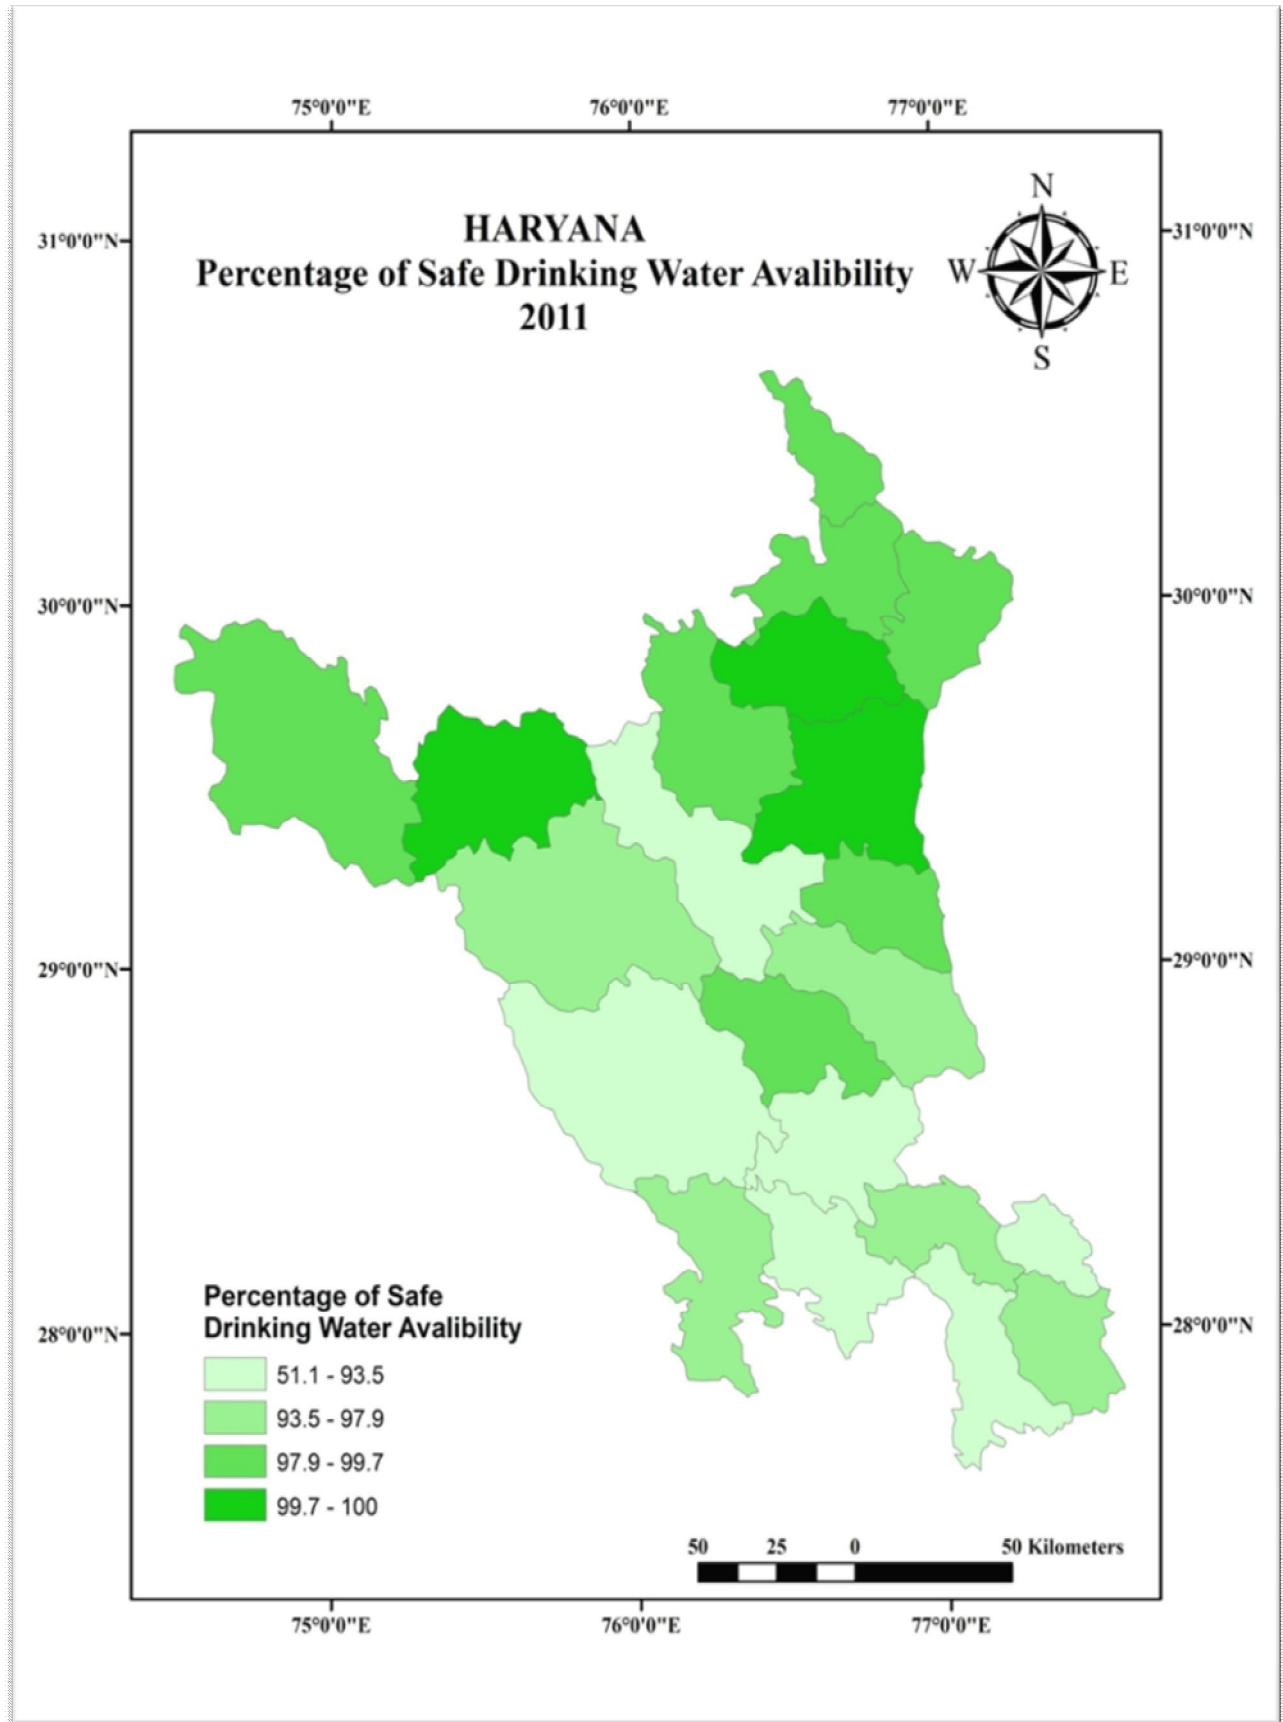 75°0'0"E 76°0'0"E 77°0'0"E
HARYANA
Percentage of Safe Drinking Water Avalibility
2011
N
W E
S
31°0'0"N 31°0'0"N
30°0'0"N 30°0'0"N
29°0'0"N 29°0'0"N
28°0'0"N 28°0'0"N
Percentage of Safe
Drinking Water Avalibility
51.1 - 93.5
93.5 - 97.9
97.9 - 99.7
99.7 - 100
50 25 0 50 Kilometers
75°0'0"E 76°0'0"E 77°0'0"E